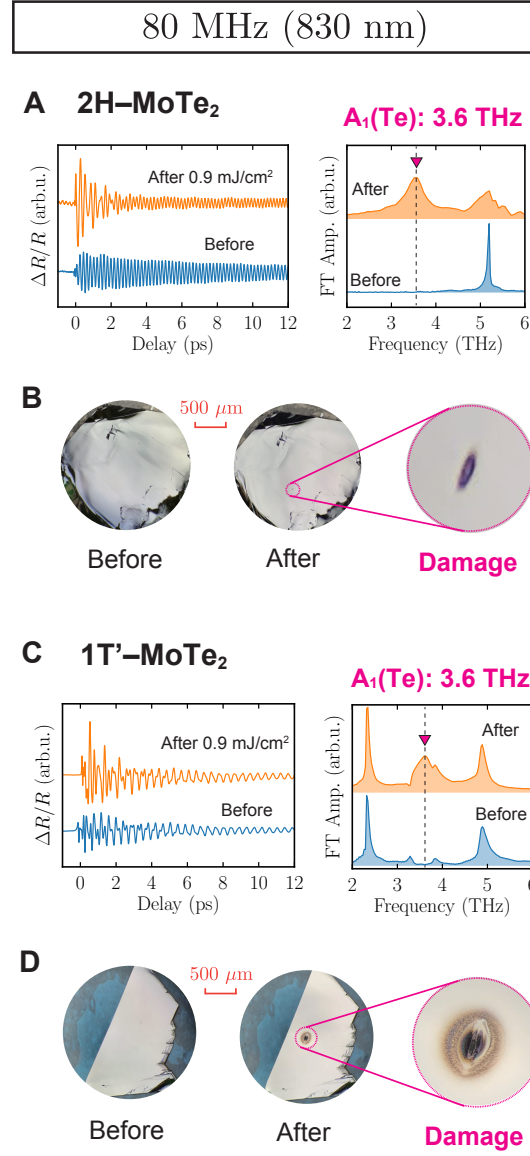 80 MHz (830 nm)
A 2H–MoTe₂
A₁(Te): 3.6 THz
ΔR/R (arb.u.)
After 0.9 mJ/cm²
Before
0 2 4 6 8 10 12
Delay (ps)
FT Amp. (arb.u.)
After
Before
2 3 4 5 6
Frequency (THz)
B
500 μm
Before
After
Damage
C 1T’–MoTe₂
A₁(Te): 3.6 THz
ΔR/R (arb.u.)
After 0.9 mJ/cm²
Before
0 2 4 6 8 10 12
Delay (ps)
FT Amp. (arb.u.)
After
Before
2 3 4 5 6
Frequency (THz)
D
500 μm
Before
After
Damage